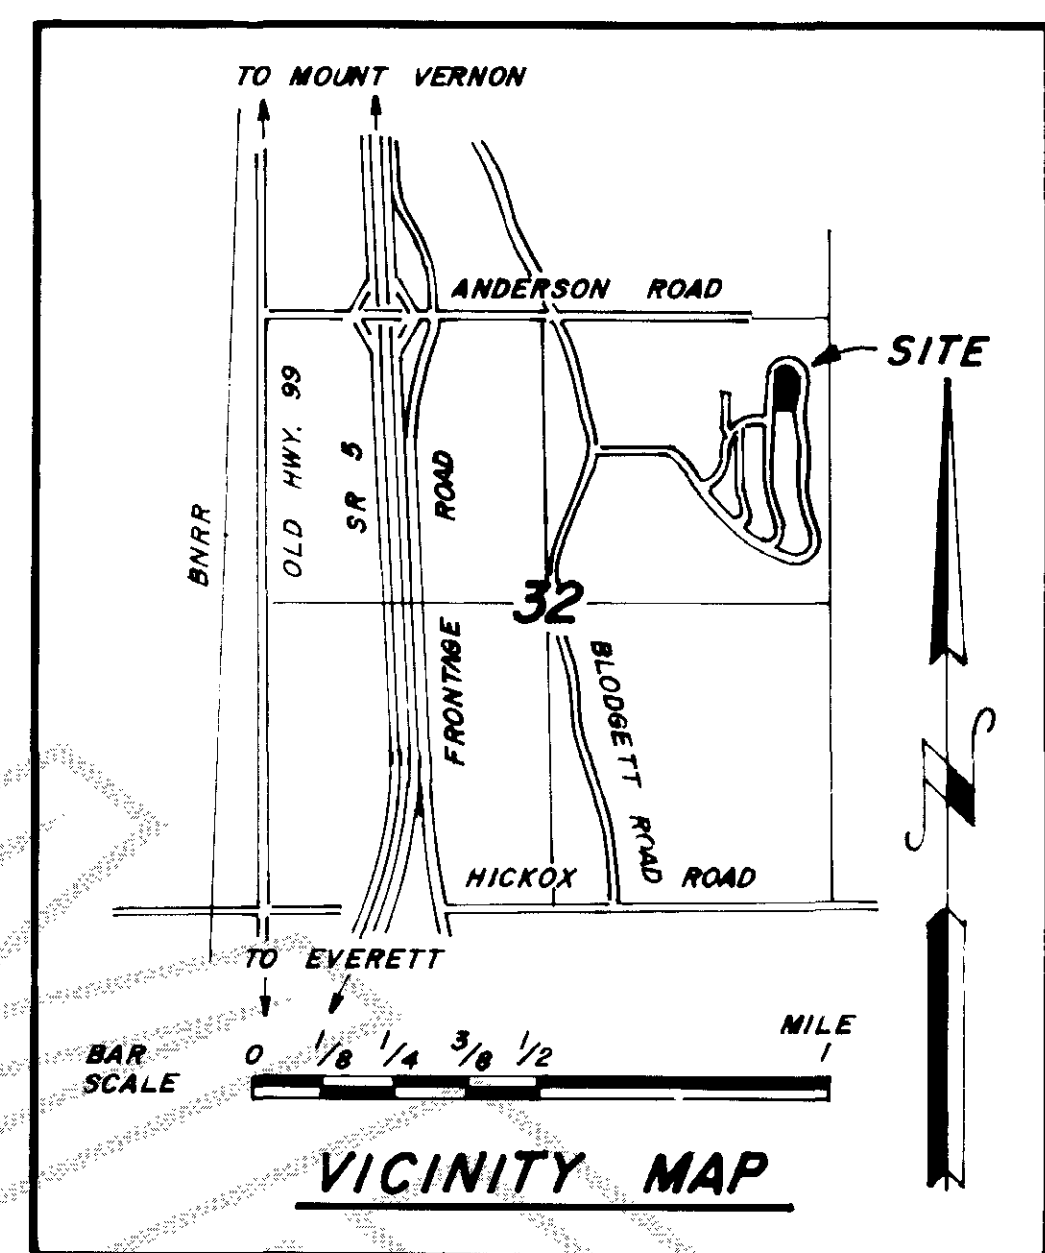 TO MOUNT VERNON
ANDERSON ROAD
SITE
OLD HWY. 99
SR 5
FRONTAGE ROAD
BNRR
32
BLODGETT ROAD
HICKOX ROAD
TO EVERETT
N
BAR SCALE
0 1/8 1/4 3/8 1/2 1 MILE
VICINITY MAP